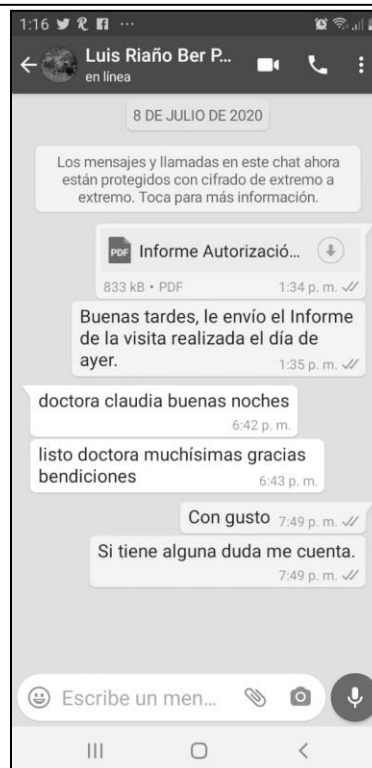 1:16
Luis Riaño Ber P...
en línea
8 DE JULIO DE 2020
Los mensajes y llamadas en este chat ahora
están protegidos con cifrado de extremo a
extremo. Toca para más información.
PDF Informe Autorizació...
833 kB • PDF 1:34 p. m.
Buenas tardes, le envío el Informe
de la visita realizada el día de
ayer.
1:35 p. m.
doctora claudia buenas noches
6:42 p. m.
listo doctora muchísimas gracias
bendiciones 6:43 p. m.
Con gusto 7:49 p. m.
Si tiene alguna duda me cuenta.
7:49 p. m.
Escribe un men...